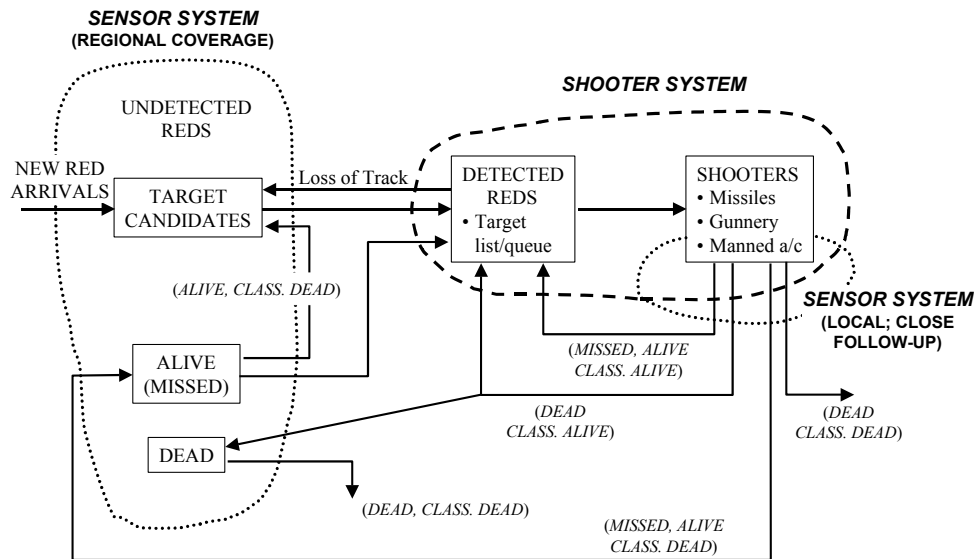 SENSOR SYSTEM
(REGIONAL COVERAGE)
UNDETECTED
REDS
NEW RED
ARRIVALS
TARGET
CANDIDATES
Loss of Track
(ALIVE, CLASS. DEAD)
ALIVE
(MISSED)
DEAD
(DEAD, CLASS. DEAD)
SHOOTER SYSTEM
DETECTED
REDS
• Target
list/queue
SHOOTERS
• Missiles
• Gunnery
• Manned a/c
SENSOR SYSTEM
(LOCAL; CLOSE
FOLLOW-UP)
(MISSED, ALIVE
CLASS. ALIVE)
(DEAD
CLASS. ALIVE)
(DEAD
CLASS. DEAD)
(MISSED, ALIVE
CLASS. DEAD)